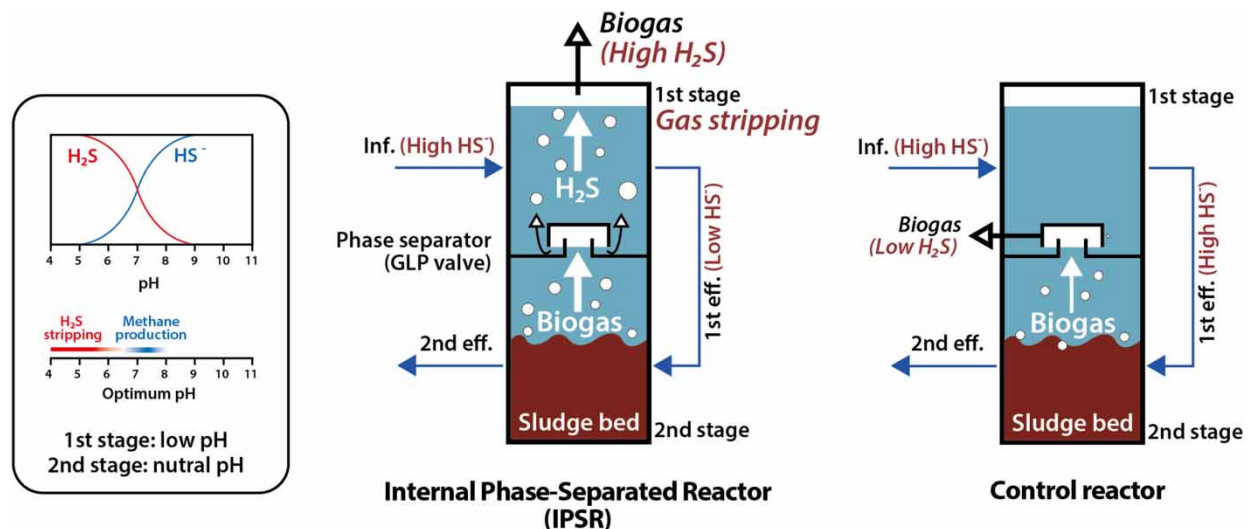 H₂S
HS⁻
4 5 6 7 8 9 10 11
pH
H₂S
stripping
Methane
production
4 5 6 7 8 9 10 11
Optimum pH
1st stage: low pH
2nd stage: nutral pH
Biogas
(High H₂S)
1st stage
Gas stripping
Inf. (High HS⁻)
H₂S
Phase separator
(GLP valve)
1st eff. (Low HS⁻)
Biogas
2nd eff.
Sludge bed
2nd stage
Internal Phase-Separated Reactor
(IPSR)
1st stage
Inf. (High HS⁻)
Biogas
(Low H₂S)
1st eff. (High HS⁻)
Biogas
2nd eff.
Sludge bed
2nd stage
Control reactor